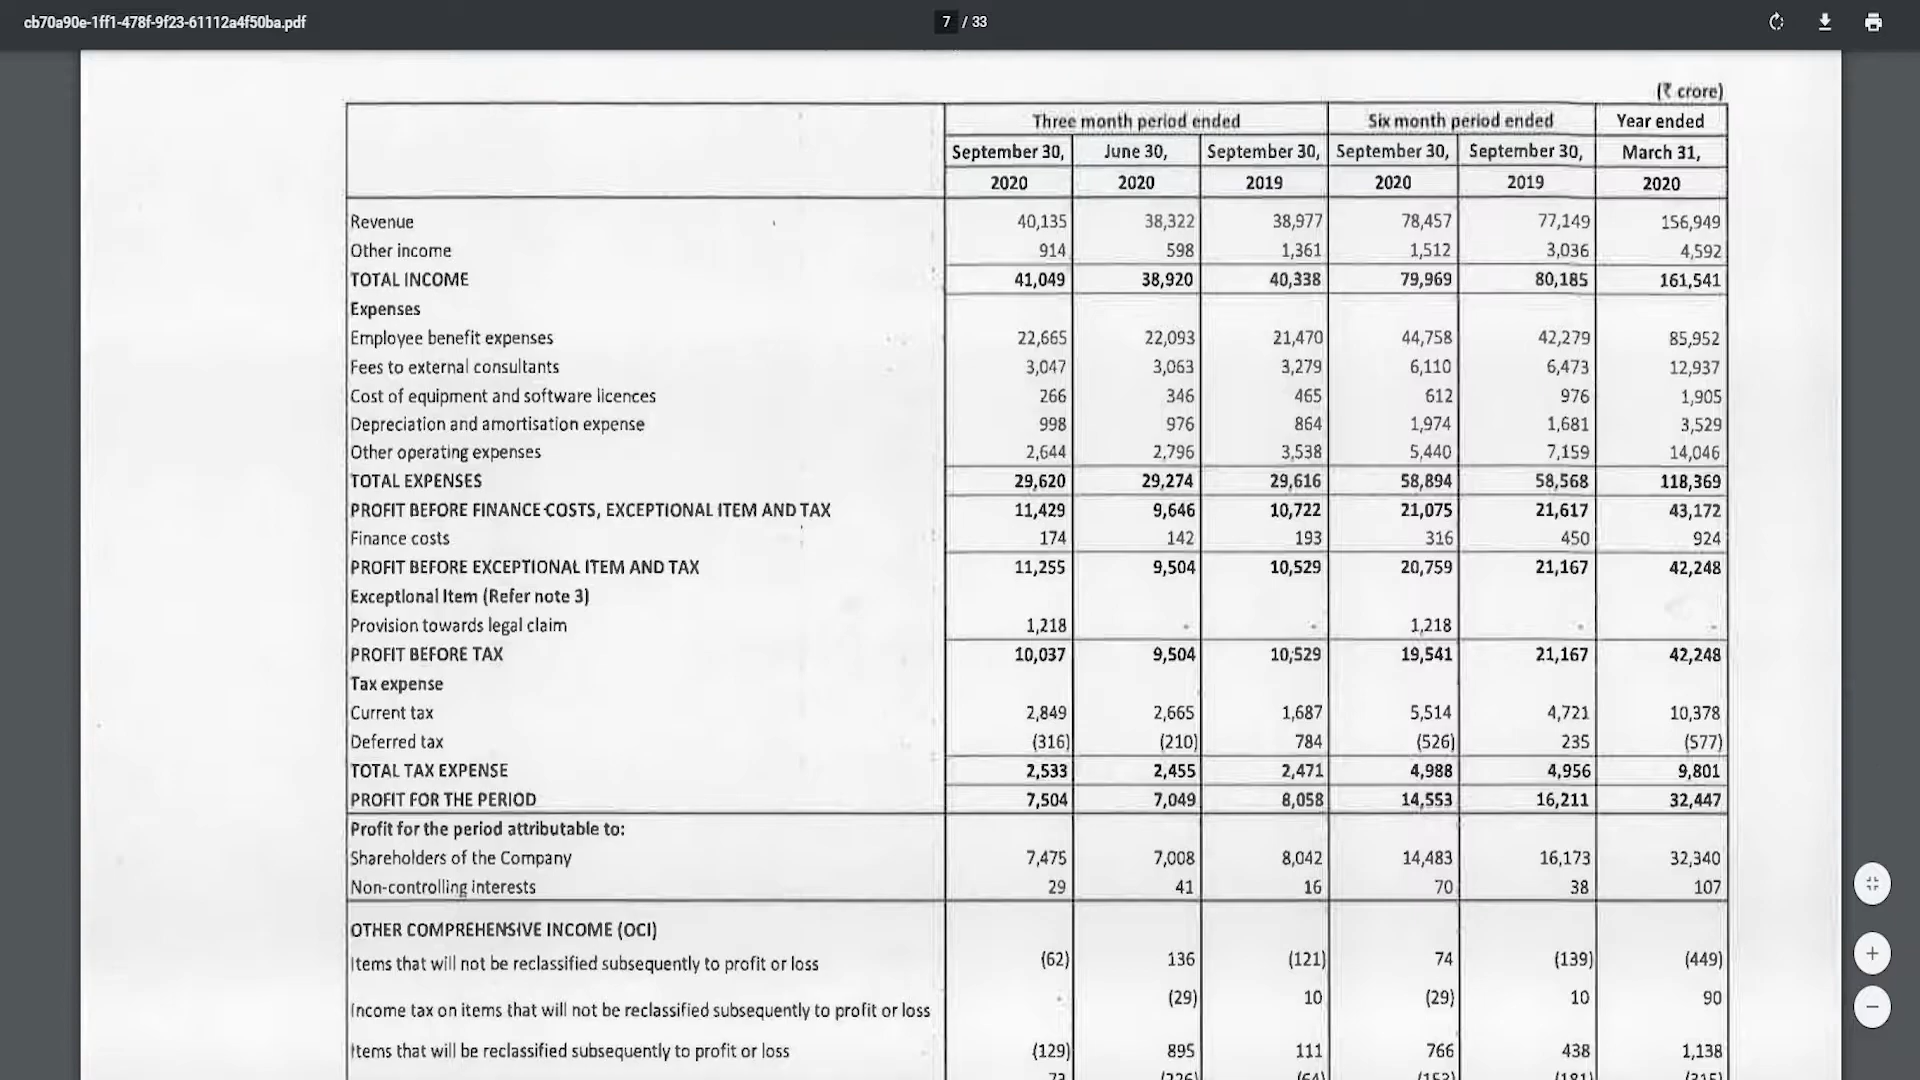 cb70a90e-1ff1-478f-9f23-61112a4f50ba.pdf 7 / 33
(₹ crore)
Three month period ended Six month period ended Year ended
September 30, June 30, September 30, September 30, September 30, March 31,
2020 2020 2019 2020 2019 2020
Revenue 40,135 38,322 38,977 78,457 77,149 156,949
Other income 914 598 1,361 1,512 3,036 4,592
TOTAL INCOME 41,049 38,920 40,338 79,969 80,185 161,541
Expenses
Employee benefit expenses 22,665 22,093 21,470 44,758 42,279 85,952
Fees to external consultants 3,047 3,063 3,279 6,110 6,473 12,937
Cost of equipment and software licences 266 346 465 612 976 1,905
Depreciation and amortisation expense 998 976 864 1,974 1,681 3,529
Other operating expenses 2,644 2,796 3,538 5,440 7,159 14,046
TOTAL EXPENSES 29,620 29,274 29,616 58,894 58,568 118,369
PROFIT BEFORE FINANCE COSTS, EXCEPTIONAL ITEM AND TAX 11,429 9,646 10,722 21,075 21,617 43,172
Finance costs 174 142 193 316 450 924
PROFIT BEFORE EXCEPTIONAL ITEM AND TAX 11,255 9,504 10,529 20,759 21,167 42,248
Exceptional Item (Refer note 3)
Provision towards legal claim 1,218 - - 1,218 - -
PROFIT BEFORE TAX 10,037 9,504 10,529 19,541 21,167 42,248
Tax expense
Current tax 2,849 2,665 1,687 5,514 4,721 10,378
Deferred tax (316) (210) 784 (526) 235 (577)
TOTAL TAX EXPENSE 2,533 2,455 2,471 4,988 4,956 9,801
PROFIT FOR THE PERIOD 7,504 7,049 8,058 14,553 16,211 32,447
Profit for the period attributable to:
Shareholders of the Company 7,475 7,008 8,042 14,483 16,173 32,340
Non-controlling interests 29 41 16 70 38 107
OTHER COMPREHENSIVE INCOME (OCI)
Items that will not be reclassified subsequently to profit or loss (62) 136 (121) 74 (139) (449)
Income tax on items that will not be reclassified subsequently to profit or loss - (29) 10 (29) 10 90
Items that will be reclassified subsequently to profit or loss (129) 895 111 766 438 1,138